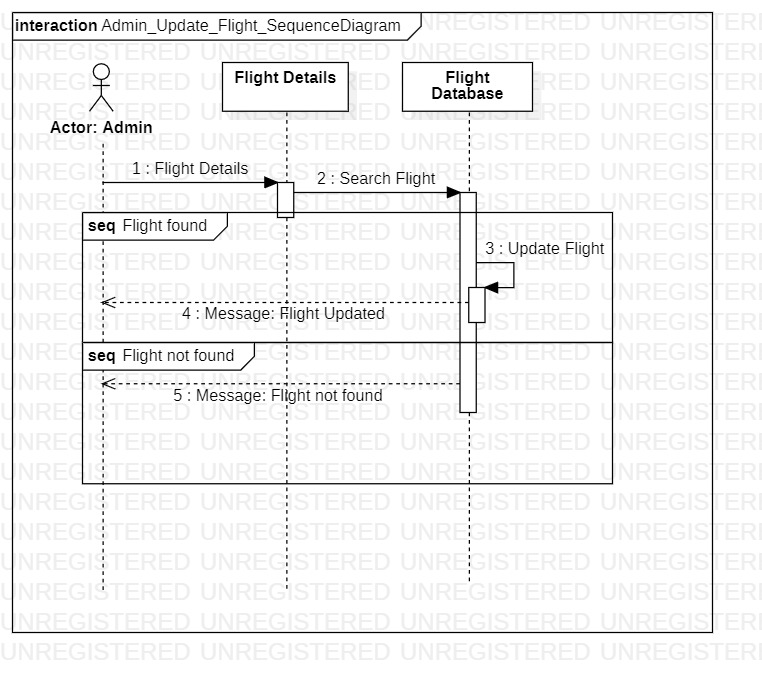 interaction Admin_Update_Flight_SequenceDiagram
Actor: Admin
Flight Details
Flight
Database
1 : Flight Details
2 : Search Flight
seq Flight found
3 : Update Flight
4 : Message: Flight Updated
seq Flight not found
5 : Message: Flight not found
UNREGISTERED UNREGISTERED UNREGISTERED UNREGISTERI